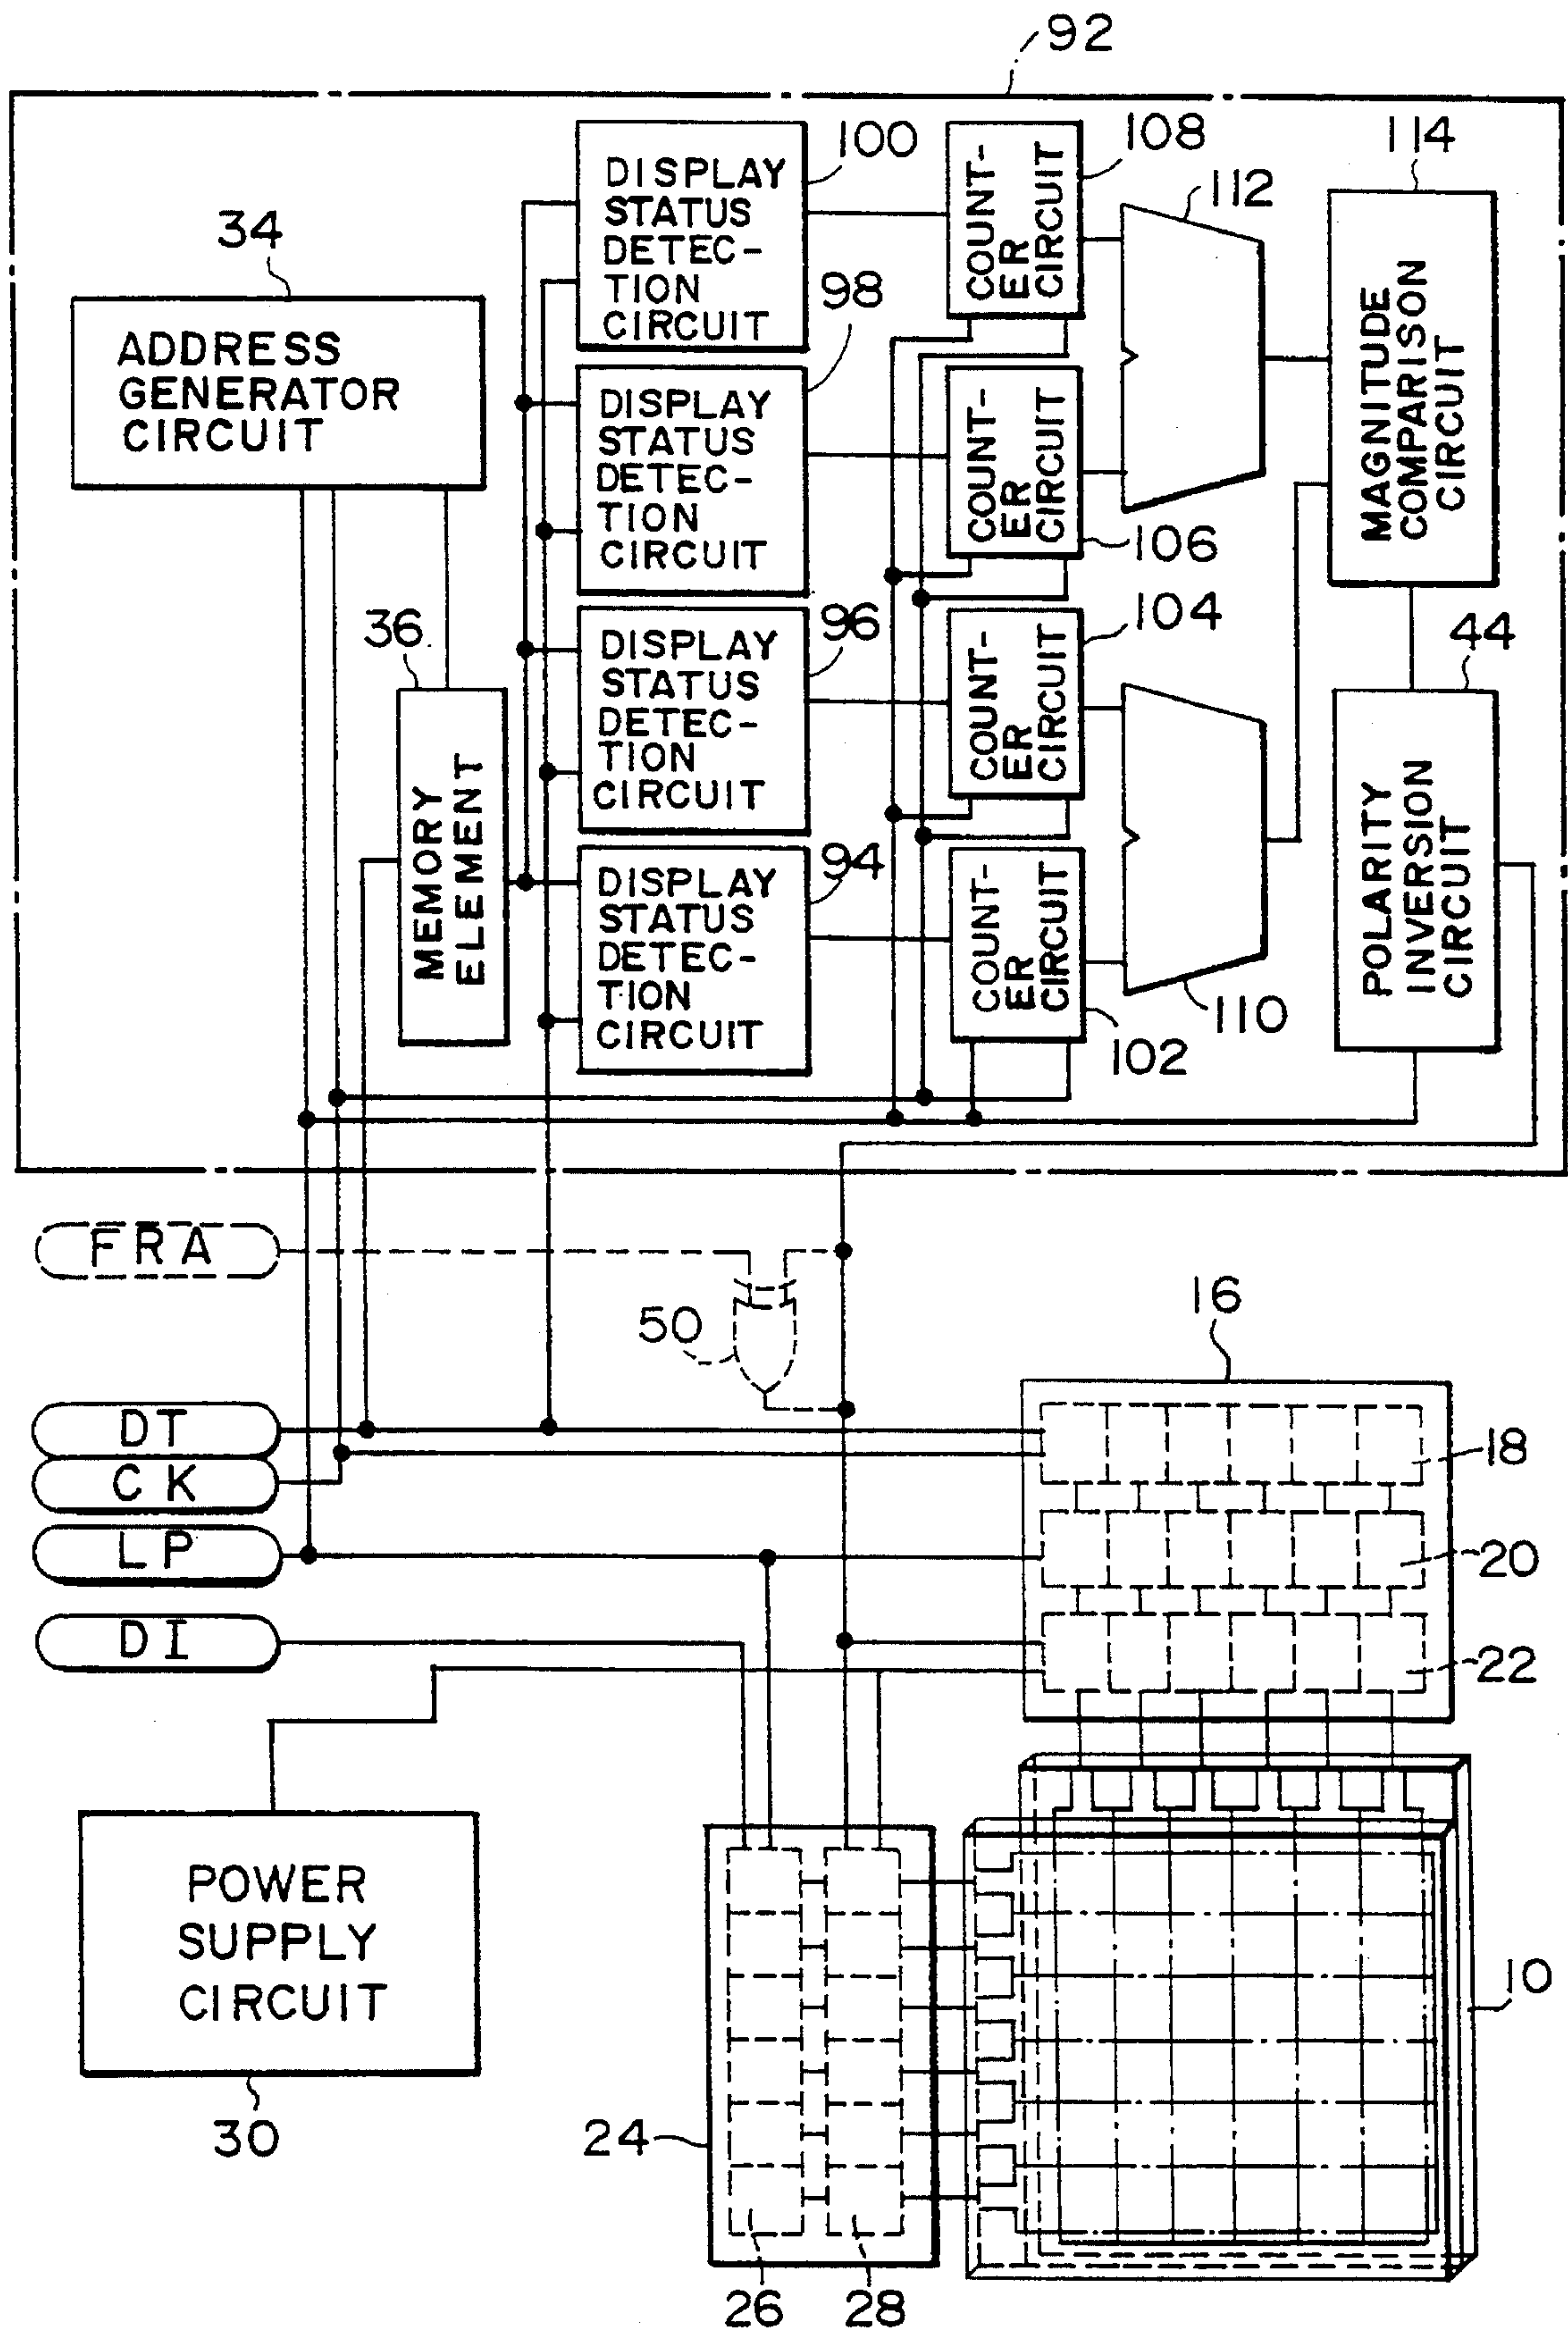 92
100
DISPLAY
STATUS
DETEC-
TION
CIRCUIT
108
COUNT-
ER
CIRCUIT
112
114
MAGNITUDE
COMPARISON
CIRCUIT
34
ADDRESS
GENERATOR
CIRCUIT
98
DISPLAY
STATUS
DETEC-
TION
CIRCUIT
COUNT-
ER
CIRCUIT
106
36
MEMORY
ELEMENT
96
DISPLAY
STATUS
DETEC-
TION
CIRCUIT
104
COUNT-
ER
CIRCUIT
44
POLARITY
INVERSION
CIRCUIT
94
DISPLAY
STATUS
DETEC-
TION
CIRCUIT
COUNT-
ER
CIRCUIT
102
110
FRA
50
16
DT
CK
LP
DI
18
20
22
POWER
SUPPLY
CIRCUIT
30
24
26
28
10